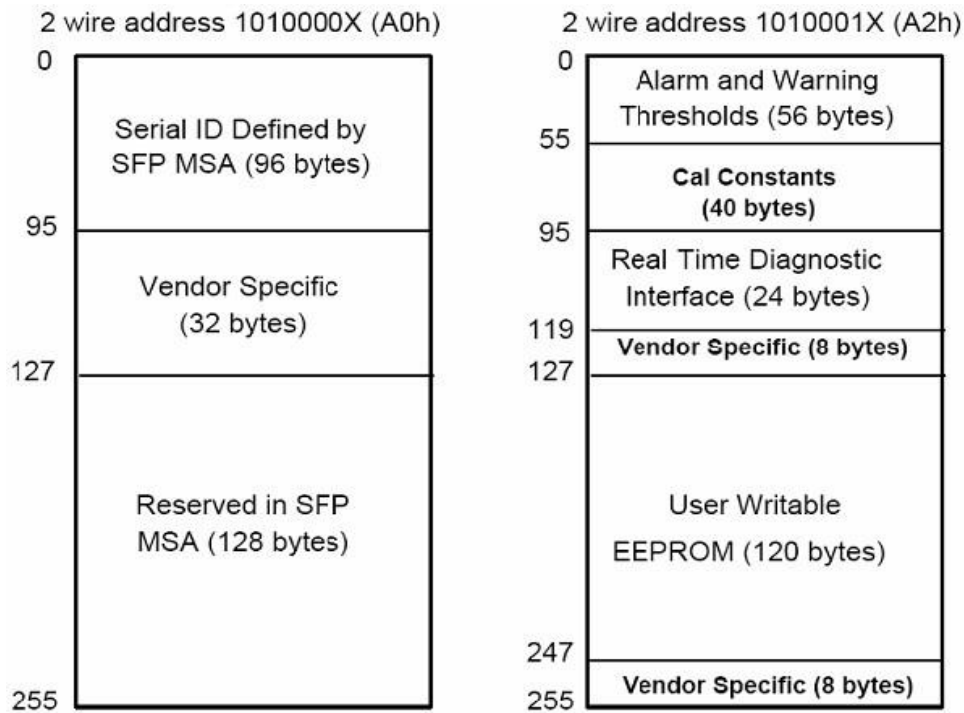 2 wire address 1010000X (A0h)
0
Serial ID Defined by
SFP MSA (96 bytes)
95
Vendor Specific
(32 bytes)
127
Reserved in SFP
MSA (128 bytes)
255
2 wire address 1010001X (A2h)
0
Alarm and Warning
Thresholds (56 bytes)
55
Cal Constants
(40 bytes)
95
Real Time Diagnostic
Interface (24 bytes)
119
Vendor Specific (8 bytes)
127
User Writable
EEPROM (120 bytes)
247
Vendor Specific (8 bytes)
255